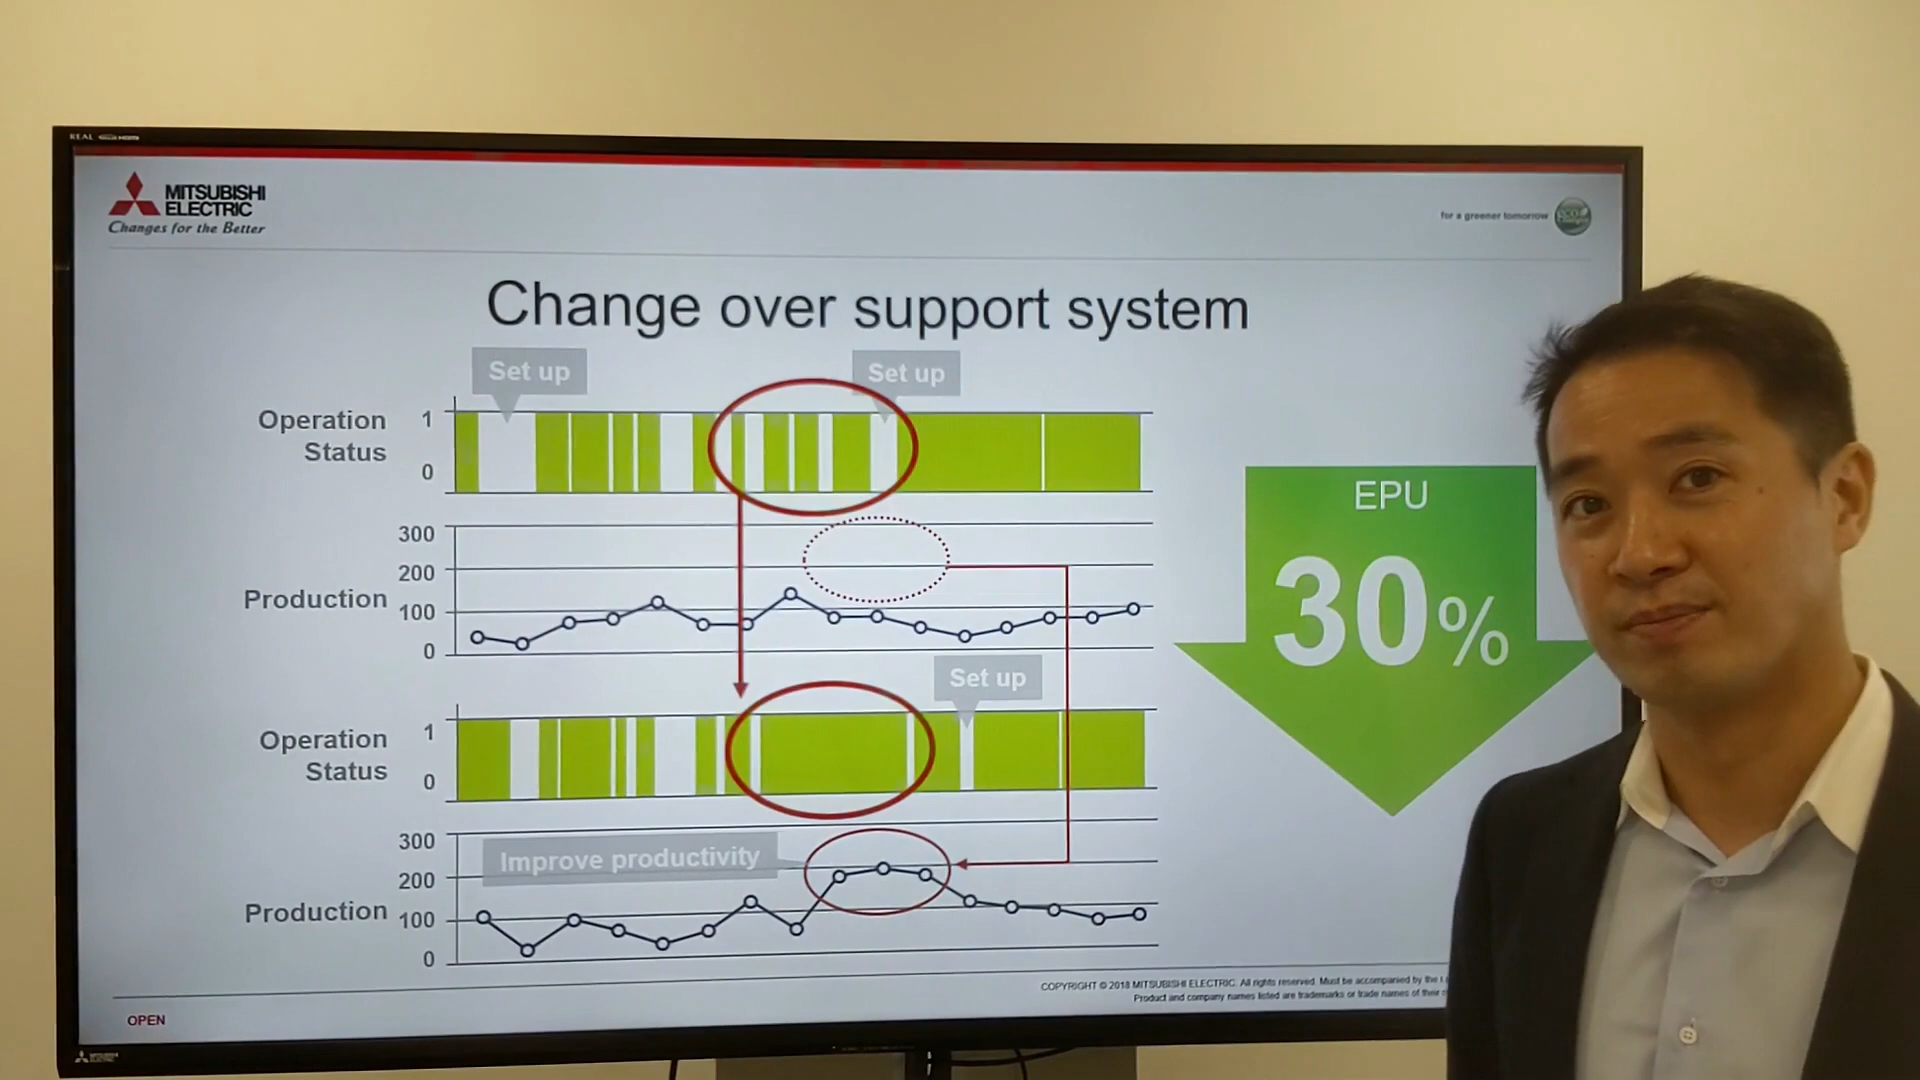 REAL
MITSUBISHI
ELECTRIC
Changes for the Better
for a greener tomorrow
Change over support system
Set up
Set up
Operation
Status
1
0
300
200
100
0
Production
Set up
Operation
Status
1
0
300
200
100
0
Production
Improve productivity
EPU
30%
COPYRIGHT © 2018 MITSUBISHI ELECTRIC. All rights reserved. Must be accompanied by the
Product and company names listed are trademarks or trade names of their
OPEN